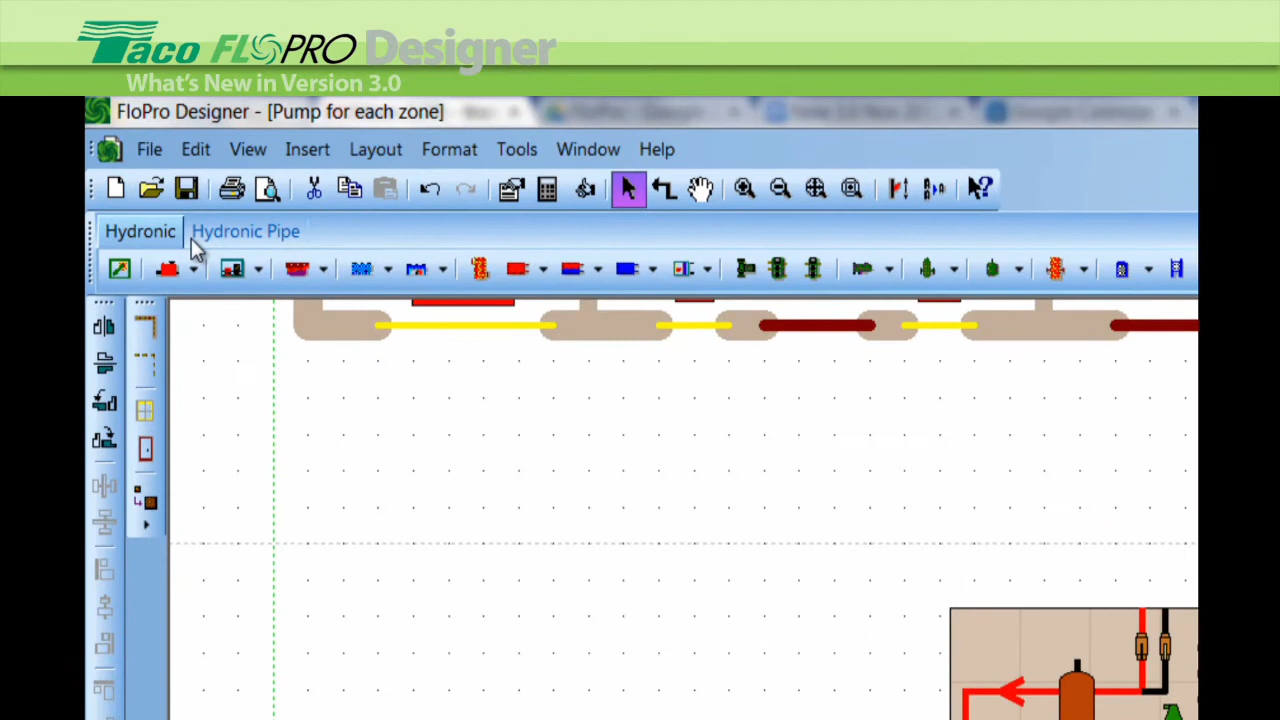 Taco FLOPRO Designer
What's New in Version 3.0
FloPro Designer - [Pump for each zone]
File Edit View Insert Layout Format Tools Window Help
Hydronic Hydronic Pipe